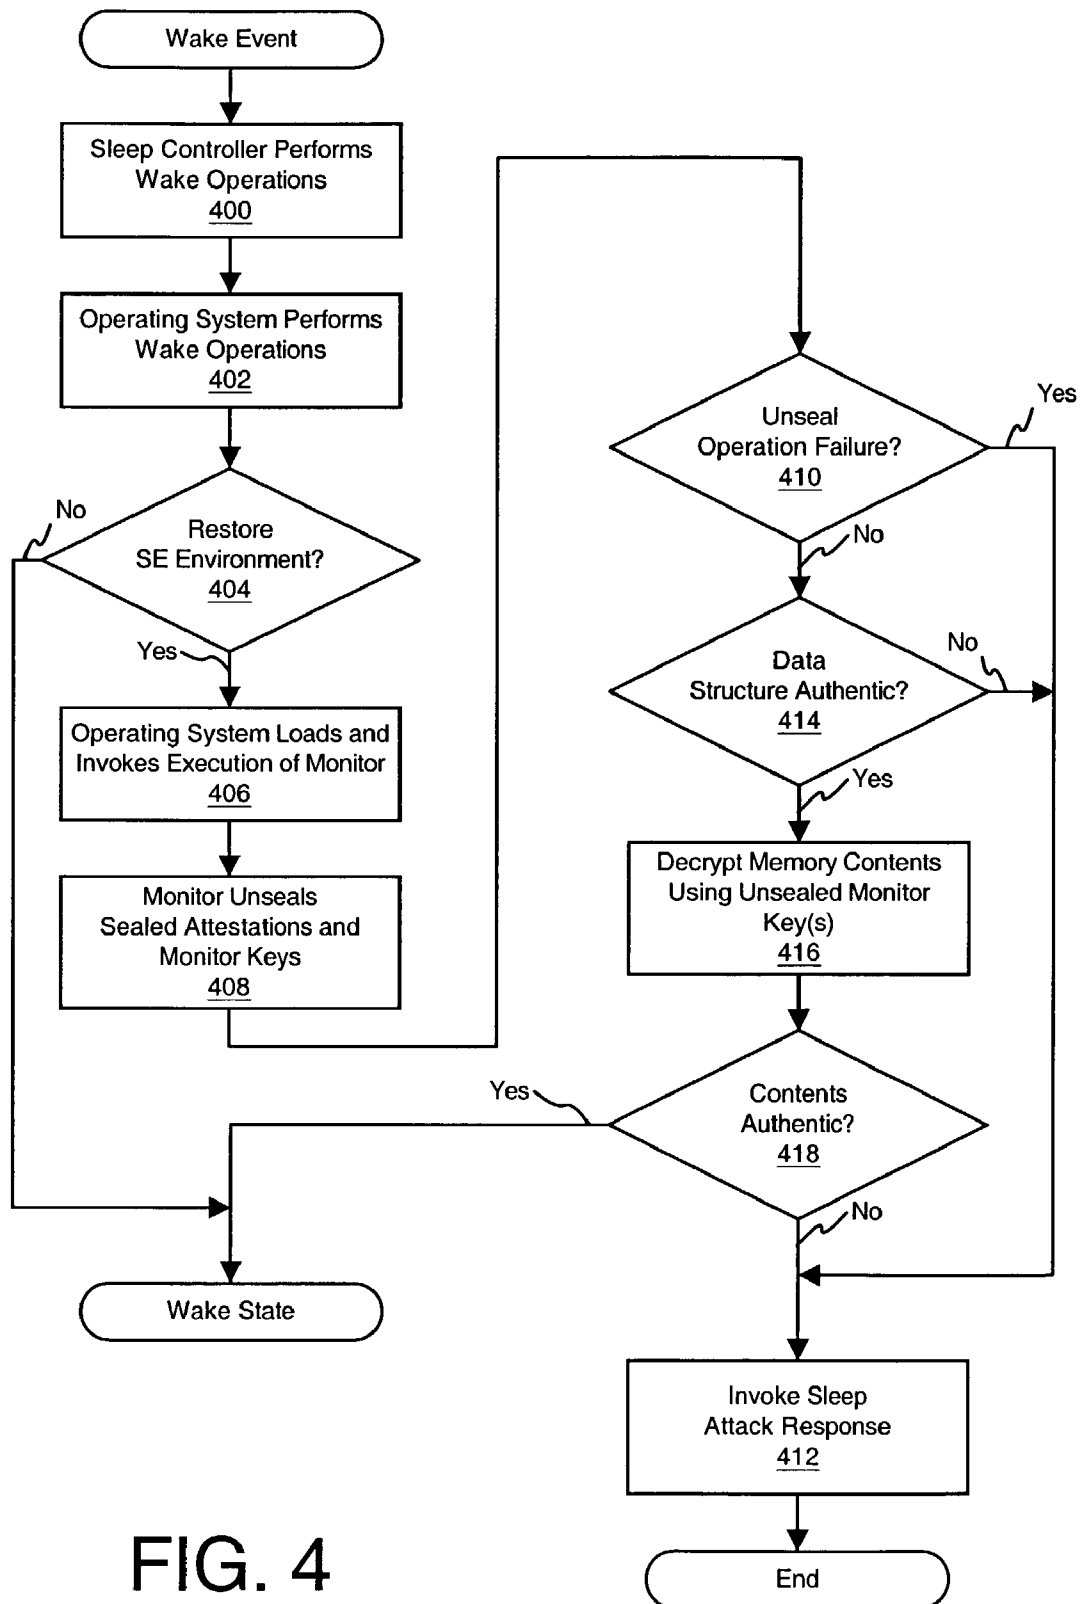 Wake Event
Sleep Controller Performs
Wake Operations
400
Operating System Performs
Wake Operations
402
No
Restore
SE Environment?
404
Yes
Operating System Loads and
Invokes Execution of Monitor
406
Monitor Unseals
Sealed Attestations and
Monitor Keys
408
Unseal
Operation Failure?
410
Yes
No
Data
Structure Authentic?
414
No
Yes
Decrypt Memory Contents
Using Unsealed Monitor
Key(s)
416
Yes
Contents
Authentic?
418
No
Wake State
Invoke Sleep
Attack Response
412
End
FIG. 4